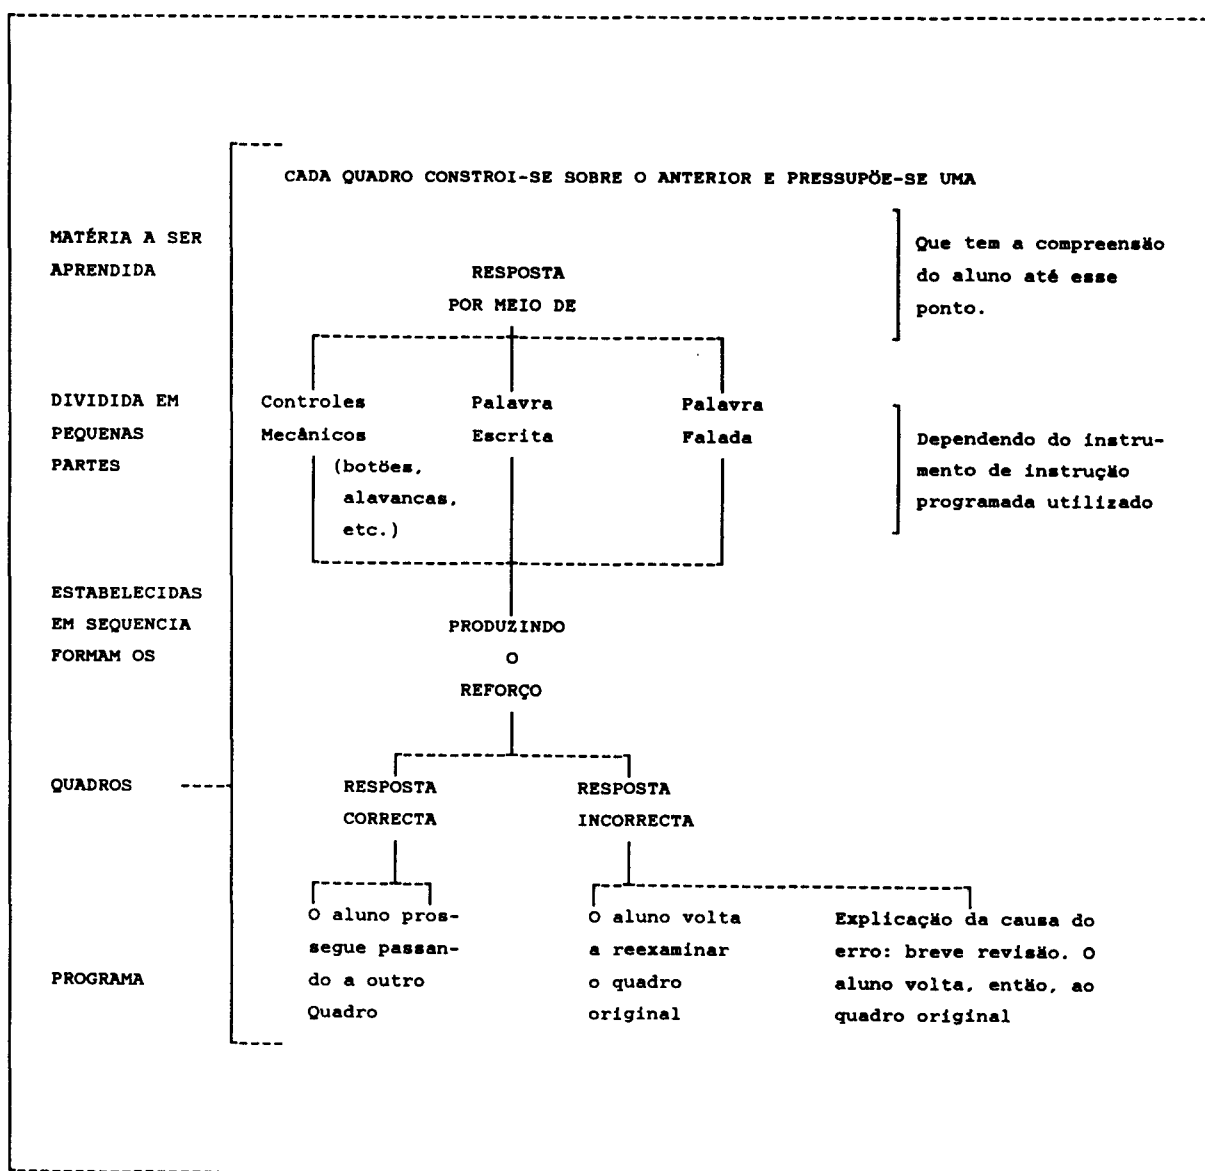 CADA QUADRO CONSTROI-SE SOBRE O ANTERIOR E PRESSUPÕE-SE UMA
MATÉRIA A SER
APRENDIDA
RESPOSTA
POR MEIO DE
Que tem a compreensão
do aluno até esse
ponto.
DIVIDIDA EM
PEQUENAS
PARTES
Controles
Mecânicos
(botões,
alavancas,
etc.)
Palavra
Escrita
Palavra
Falada
Dependendo do instru-
mento de instrução
programada utilizado
ESTABELECIDAS
EM SEQUENCIA
FORMAM OS
PRODUZINDO
O
REFORÇO
QUADROS
RESPOSTA
CORRECTA
RESPOSTA
INCORRECTA
PROGRAMA
O aluno pros-
segue passan-
do a outro
Quadro
O aluno volta
a reexaminar
o quadro
original
Explicação da causa do
erro: breve revisão. O
aluno volta, então, ao
quadro original